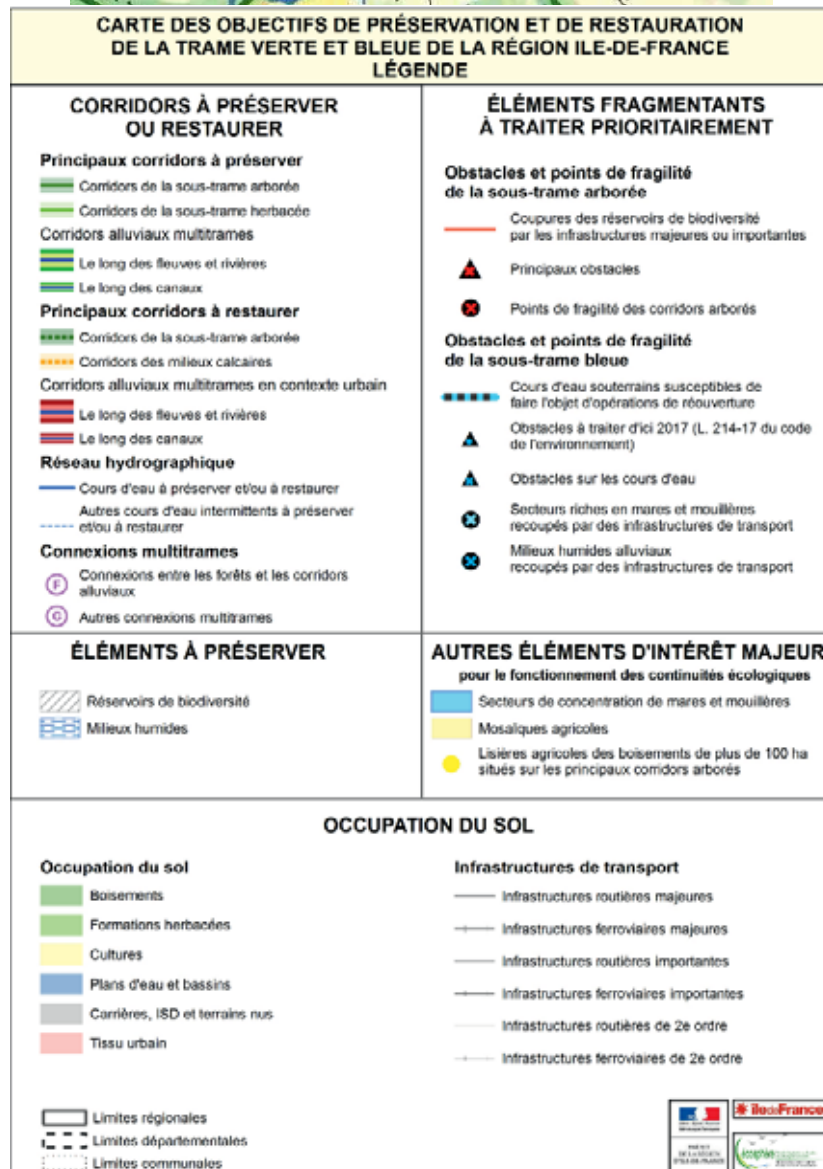 CARTE DES OBJECTIFS DE PRÉSERVATION ET DE RESTAURATION
DE LA TRAME VERTE ET BLEUE DE LA RÉGION ILE-DE-FRANCE
LÉGENDE
CORRIDORS À PRÉSERVER
OU RESTAURER
Principaux corridors à préserver
Corridors de la sous-trame arborée
Corridors de la sous-trame herbacée
Corridors alluviaux multitrames
Le long des fleuves et rivières
Le long des canaux
Principaux corridors à restaurer
Corridors de la sous-trame arborée
Corridors des milieux calcaires
Corridors alluviaux multitrames en contexte urbain
Le long des fleuves et rivières
Le long des canaux
Réseau hydrographique
Cours d'eau à préserver et/ou à restaurer
Autres cours d'eau intermittents à préserver
et/ou à restaurer
Connexions multitrames
F
Connexions entre les forêts et les corridors
alluviaux
C
Autres connexions multitrames
ÉLÉMENTS FRAGMENTANTS
À TRAITER PRIORITAIREMENT
Obstacles et points de fragilité
de la sous-trame arborée
Coupures des réservoirs de biodiversité
par les infrastructures majeures ou importantes
Principaux obstacles
Points de fragilité des corridors arborés
Obstacles et points de fragilité
de la sous-trame bleue
Cours d'eau souterrains susceptibles de
faire l'objet d'opérations de réouverture
Obstacles à traiter d'ici 2017 (L. 214-17 du code
de l'environnement)
Obstacles sur les cours d'eau
Secteurs riches en mares et mouillères
recoupés par des infrastructures de transport
Milieux humides alluviaux
recoupés par des infrastructures de transport
ÉLÉMENTS À PRÉSERVER
Réservoirs de biodiversité
Milieux humides
AUTRES ÉLÉMENTS D'INTÉRÊT MAJEUR
pour le fonctionnement des continuités écologiques
Secteurs de concentration de mares et mouillères
Mosaïques agricoles
Lisières agricoles des boisements de plus de 100 ha
situés sur les principaux corridors arborés
OCCUPATION DU SOL
Occupation du sol
Boisements
Formations herbacées
Cultures
Plans d'eau et bassins
Carrières, ISD et terrains nus
Tissu urbain
Infrastructures de transport
Infrastructures routières majeures
Infrastructures ferroviaires majeures
Infrastructures routières importantes
Infrastructures ferroviaires importantes
Infrastructures routières de 2e ordre
Infrastructures ferroviaires de 2e ordre
Limites régionales
Limites départementales
Limites communales
îledeFrance